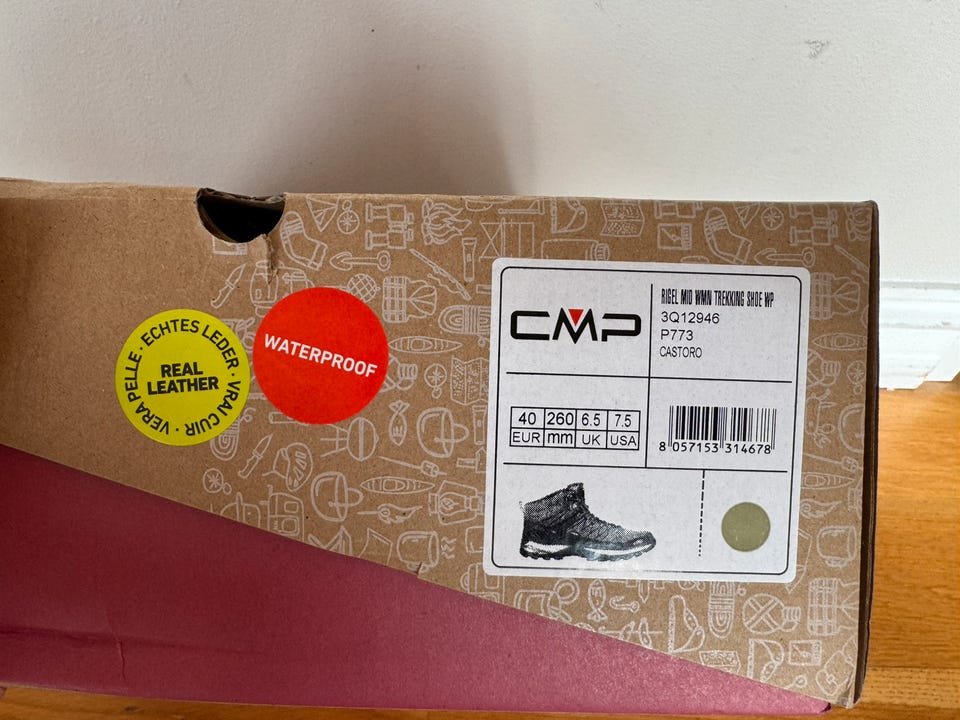 ECHTES LEDER · VRAI CUIR · VERA PELLE ·
REAL
LEATHER
WATERPROOF
CMP
RIGEL MID WMN TREKKING SHOE WP
3Q12946
P773
CASTORO
40 260 6.5 7.5
EUR mm UK USA
8 057153 314678